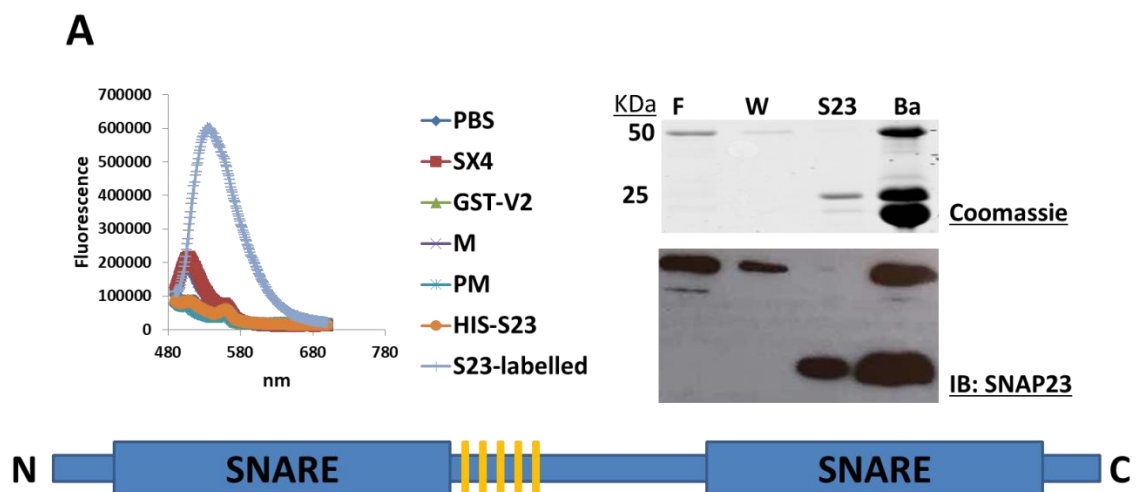 A
700000
600000
500000
400000
300000
200000
100000
0
Fluorescence
480 580 680 780
nm
PBS
SX4
GST-V2
M
PM
HIS-S23
S23-labelled
KDa F W S23 Ba
50
25
Coomassie
IB: SNAP23
N SNARE SNARE C